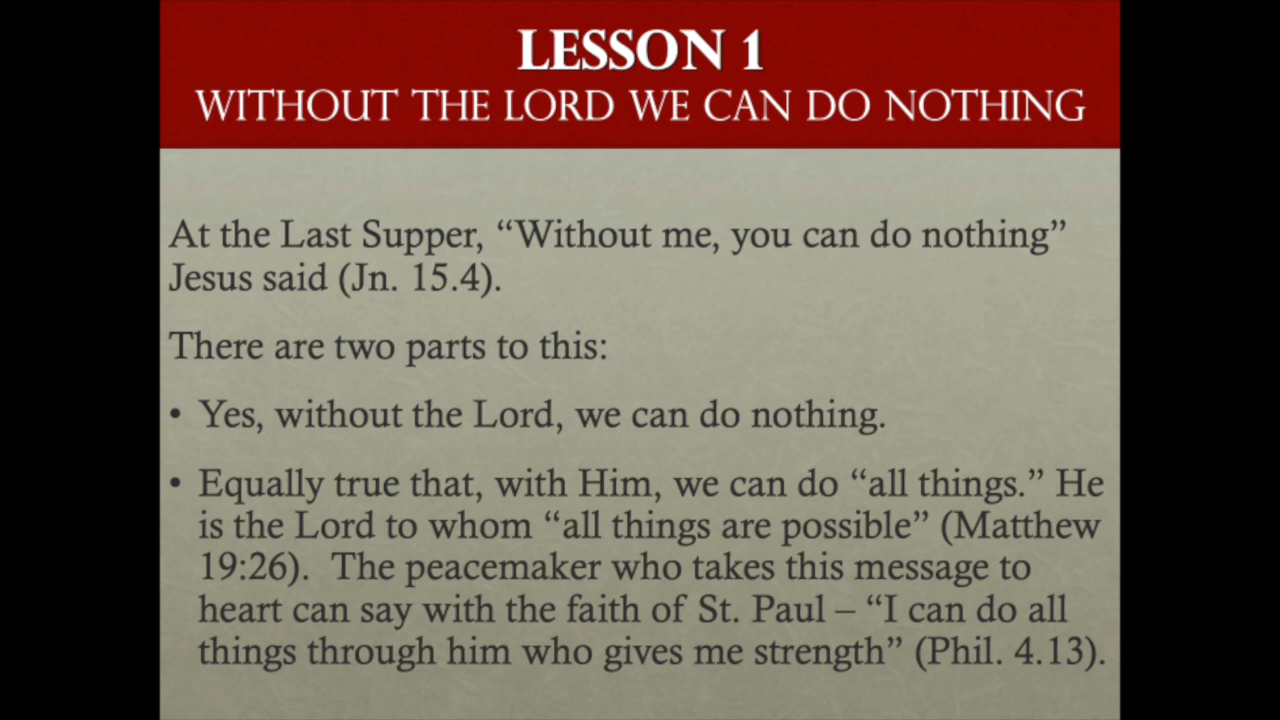 LESSON 1
WITHOUT THE LORD WE CAN DO NOTHING
At the Last Supper, “Without me, you can do nothing”
Jesus said (Jn. 15.4).
There are two parts to this:
• Yes, without the Lord, we can do nothing.
• Equally true that, with Him, we can do “all things.” He
is the Lord to whom “all things are possible” (Matthew
19:26). The peacemaker who takes this message to
heart can say with the faith of St. Paul – “I can do all
things through him who gives me strength” (Phil. 4.13).